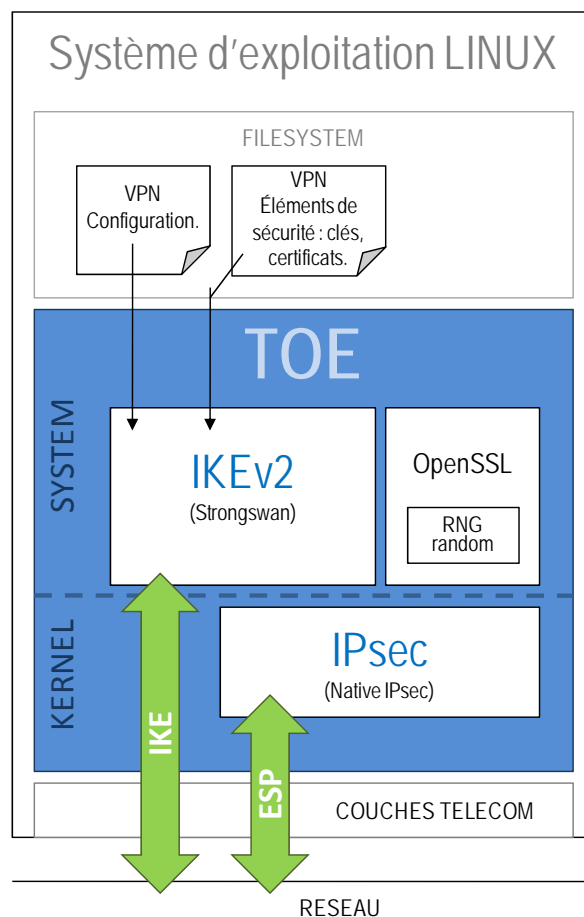 Système d'exploitation LINUX
FILESYSTEM
VPN
Configuration.
VPN
Éléments de
sécurité : clés,
certificats.
TOE
SYSTEM
IKEv2
(Strongswan)
OpenSSL
RNG
random
KERNEL
IPsec
(Native IPsec)
IKE
ESP
COUCHES TELECOM
RESEAU